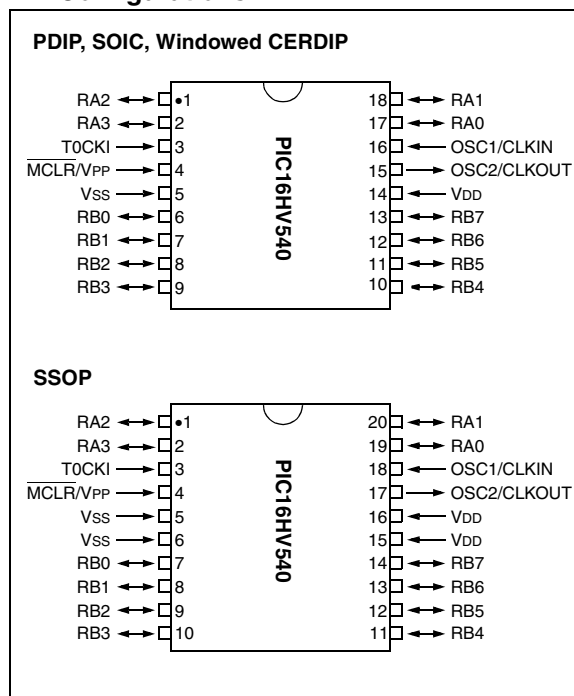 PDIP, SOIC, Windowed CERDIP
RA2 •1 18 RA1
RA3 2 17 RA0
T0CKI 3 16 OSC1/CLKIN
MCLR/VPP 4 15 OSC2/CLKOUT
VSS 5 14 VDD
RB0 6 13 RB7
RB1 7 12 RB6
RB2 8 11 RB5
RB3 9 10 RB4
PIC16HV540
SSOP
RA2 •1 20 RA1
RA3 2 19 RA0
T0CKI 3 18 OSC1/CLKIN
MCLR/VPP 4 17 OSC2/CLKOUT
VSS 5 16 VDD
VSS 6 15 VDD
RB0 7 14 RB7
RB1 8 13 RB6
RB2 9 12 RB5
RB3 10 11 RB4
PIC16HV540